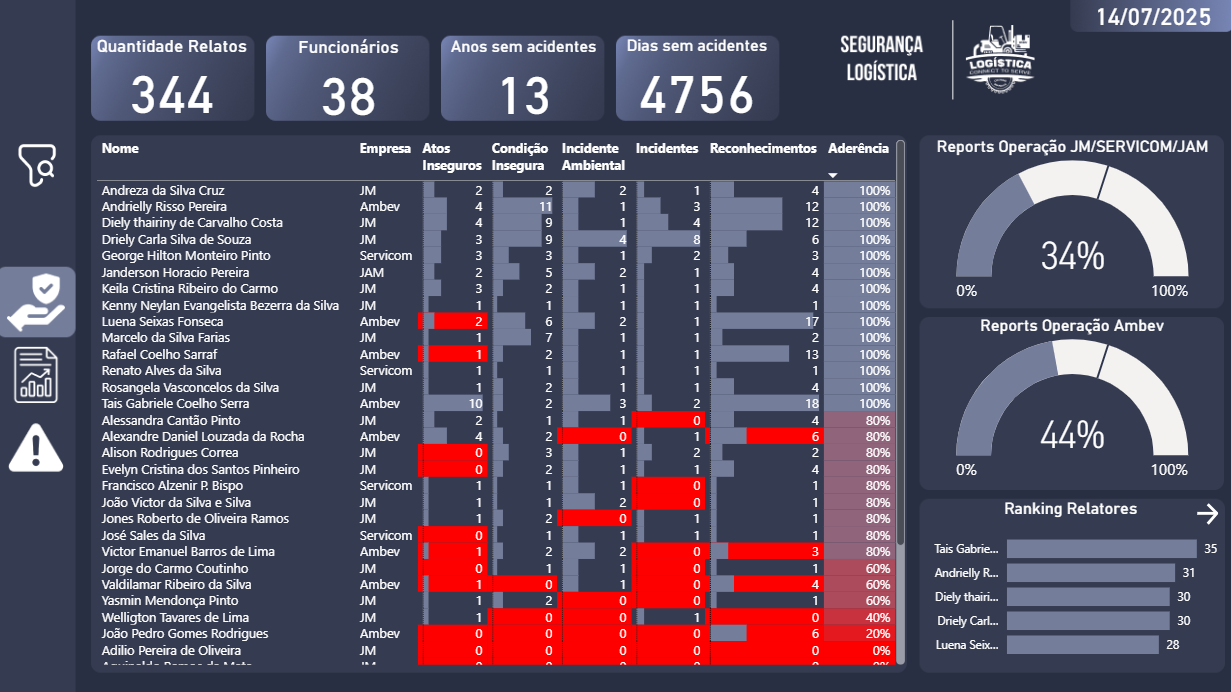 14/07/2025
Quantidade Relatos
344
Funcionários
38
Anos sem acidentes
13
Dias sem acidentes
4756
SEGURANÇA
LOGÍSTICA
LOGÍSTICA
CONNECT TO SERVE
Nome Empresa Atos Inseguros Condição Insegura Incidente Ambiental Incidentes Reconhecimentos Aderência
Andreza da Silva Cruz JM 2 2 2 1 4 100%
Andrielly Risso Pereira Ambev 4 11 1 3 12 100%
Diely thairiny de Carvalho Costa JM 4 9 1 4 12 100%
Driely Carla Silva de Souza JM 3 9 4 8 6 100%
George Hilton Monteiro Pinto Servicom 3 3 1 2 3 100%
Janderson Horacio Pereira JAM 2 5 2 1 4 100%
Keila Cristina Ribeiro do Carmo JM 3 2 1 1 4 100%
Kenny Neylan Evangelista Bezerra da Silva JM 1 1 1 1 1 100%
Luena Seixas Fonseca Ambev 2 6 2 1 17 100%
Marcelo da Silva Farias JM 1 7 1 1 2 100%
Rafael Coelho Sarraf Ambev 1 2 1 1 13 100%
Renato Alves da Silva Servicom 1 1 1 1 1 100%
Rosangela Vasconcelos da Silva JM 1 2 1 1 4 100%
Tais Gabriele Coelho Serra Ambev 10 2 3 2 18 100%
Alessandra Cantão Pinto JM 2 1 1 0 4 80%
Alexandre Daniel Louzada da Rocha Ambev 4 2 0 1 6 80%
Alison Rodrigues Correa JM 0 3 1 2 2 80%
Evelyn Cristina dos Santos Pinheiro JM 0 2 1 1 4 80%
Francisco Alzenir P. Bispo Servicom 1 1 1 0 1 80%
João Victor da Silva e Silva JM 1 1 2 0 1 80%
Jones Roberto de Oliveira Ramos JM 1 2 0 1 1 80%
José Sales da Silva Servicom 0 1 1 1 1 80%
Victor Emanuel Barros de Lima Ambev 1 2 2 0 3 80%
Jorge do Carmo Coutinho JM 0 1 1 0 1 60%
Valdilamar Ribeiro da Silva Ambev 1 0 1 0 4 60%
Yasmin Mendonça Pinto JM 1 2 0 0 1 60%
Welligton Tavares de Lima JM 1 0 0 1 0 40%
João Pedro Gomes Rodrigues Ambev 0 0 0 0 6 20%
Adilio Pereira de Oliveira JM 0 0 0 0 0 0%
Reports Operação JM/SERVICOM/JAM
34%
0% 100%
Reports Operação Ambev
44%
0% 100%
Ranking Relatores
Tais Gabrie... 35
Andrielly R... 31
Diely thairi... 30
Driely Carl... 30
Luena Seix... 28